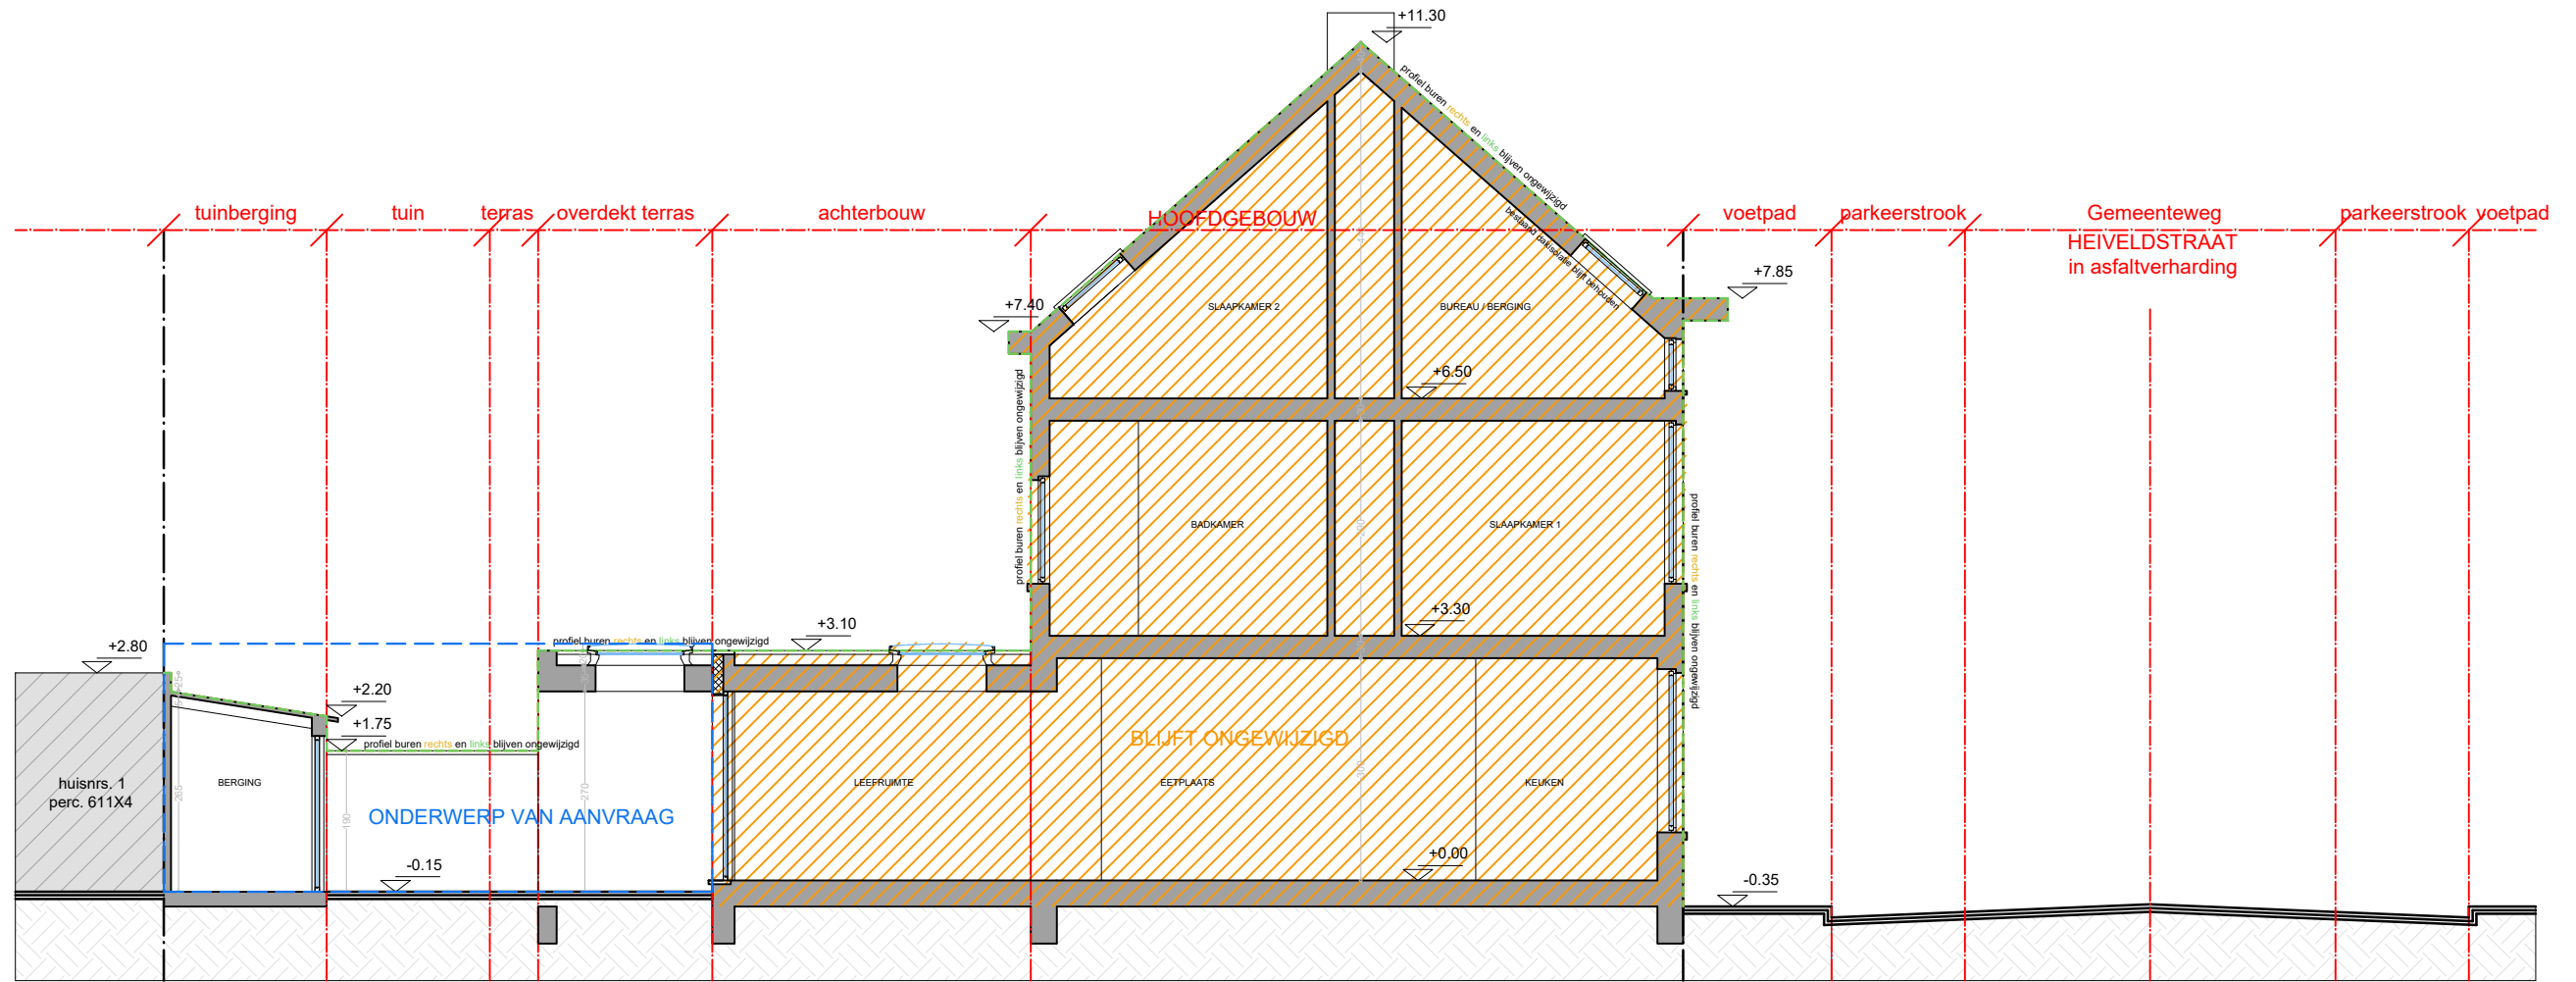 +11.30
profiel buren rechts en links blijven ongewijzigd
tuinberging
tuin
terras
overdekt terras
achterbouw
HOOFDGEBOUW
voetpad
parkeerstrook
Gemeenteweg
parkeerstrook
voetpad
HEIVELDSTRAAT
in asfaltverharding
bestaand dakisolatie blijft behouden
+7.85
+7.40
SLAAPKAMER 2
BUREAU / BERGING
+6.50
profiel buren rechts en links blijven ongewijzigd
BADKAMER
SLAAPKAMER 1
290
profiel buren rechts en links blijven ongewijzigd
+3.30
+3.10
profiel buren rechts en links blijven ongewijzigd
+2.80
+2.20
+1.75
profiel buren rechts en links blijven ongewijzigd
BLIJFT ONGEWIJZIGD
huisnrs. 1
perc. 611X4
BERGING
265
190
270
300
LEEFRUIMTE
EETPLAATS
KEUKEN
ONDERWERP VAN AANVRAAG
-0.15
+0.00
-0.35